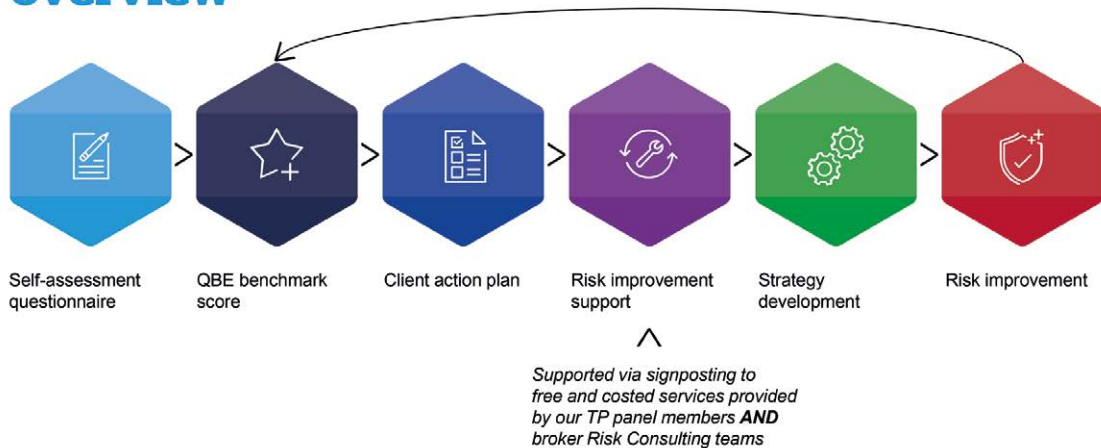 overview
Self-assessment
questionnaire
QBE benchmark
score
Client action plan
Risk improvement
support
Strategy
development
Risk improvement
Supported via signposting to
free and costed services provided
by our TP panel members AND
broker Risk Consulting teams